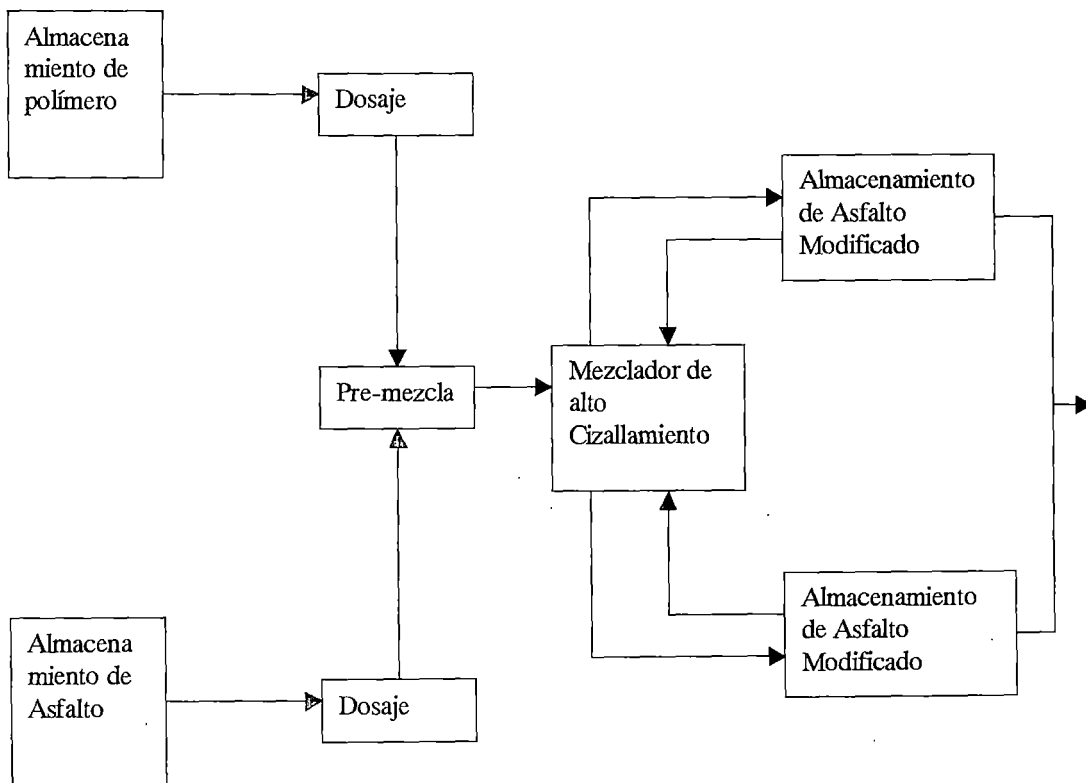 Almacena
miento de
polímero
Dosaje
Almacenamiento
de Asfalto
Modificado
Pre-mezcla
Mezclador de
alto
Cizallamiento
Almacenamiento
de Asfalto
Modificado
Almacena
miento de
Asfalto
Dosaje